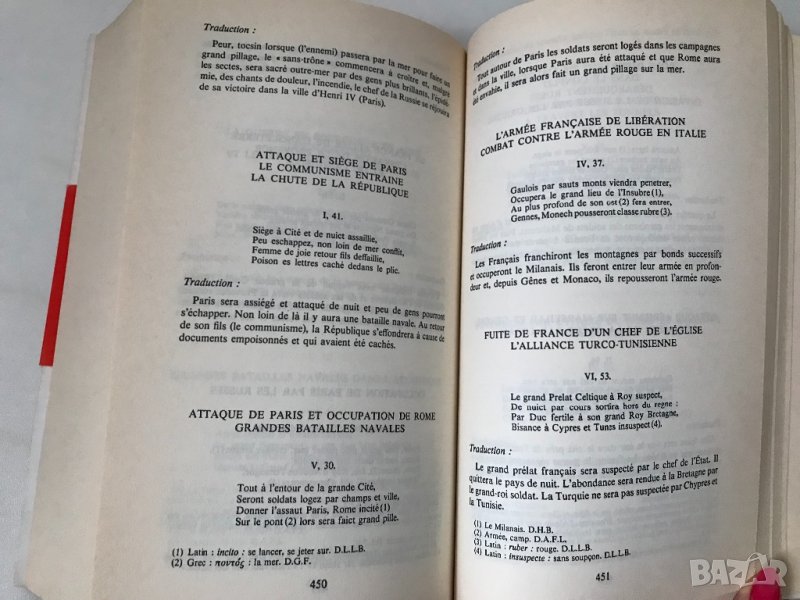 Traduction :
Peur, tocsin lorsque (l'ennemi) passera par la mer pour faire un
grand pillage, le « sans-trône » commencera à croître et, malgré
les sectes, sera sacré outre-mer par des gens plus brillants. L'épidé-
mie, des chants de douleur, l'incendie, le chef de la Russie se réjouira
de sa victoire dans la ville d'Henri IV (Paris).
ATTAQUE ET SIÈGE DE PARIS
LE COMMUNISME ENTRAINE
LA CHUTE DE LA RÉPUBLIQUE
I, 41.
Siège à Cité et de nuict assaillie,
Peu eschappez, non loin de mer conflit,
Femme de joie retour fils deffaillie,
Poison es lettres caché dedans le plic.
Traduction :
Paris sera assiégé et attaqué de nuit et peu de gens pourront
s'échapper. Non loin de là il y aura une bataille navale. Au retour
de son fils (le communisme), la République s'effondrera à cause de
documents empoisonnés et qui avaient été cachés.
ATTAQUE DE PARIS ET OCCUPATION DE ROME
GRANDES BATAILLES NAVALES
V, 30.
Tout à l'entour de la grande Cité,
Seront soldats logez par champs et ville,
Donner l'assaut Paris, Rome incité (1)
Sur le pont (2) lors sera faict grand pille.
(1) Latin : incito : se lancer, se jeter sur. D.L.L.B.
(2) Grec : ποντός : la mer. D.G.F.
450
Traduction :
Tout autour de Paris les soldats seront logés dans les campagnes
et dans la ville, lorsque Paris aura été attaqué et que Rome aura
été envahie, il sera alors fait un grand pillage sur la mer.
L'ARMÉE FRANÇAISE DE LIBÉRATION
COMBAT CONTRE L'ARMÉE ROUGE EN ITALIE
IV, 37.
Gaulois par sauts monts viendra penetrer,
Occupera le grand lieu de l'Insubre (1),
Au plus profond de son ost (2) fera entrer,
Gennes, Monech pousseront classe rubre (3).
Traduction :
Les Français franchiront les montagnes par bonds successifs
et occuperont le Milanais. Ils feront entrer leur armée en profon-
deur et, depuis Gênes et Monaco, ils repousseront l'armée rouge.
FUITE DE FRANCE D'UN CHEF DE L'ÉGLISE
L'ALLIANCE TURCO-TUNISIENNE
VI, 53.
Le grand Prelat Celtique à Roy suspect,
De nuict par cours sortira hors du regne :
Par Duc fertile à son grand Roy Bretagne,
Bisance à Cypres et Tunes insuspect (4).
Traduction :
Le grand prélat français sera suspecté par le chef de l'État. Il
quittera le pays de nuit. L'abondance sera rendue à la Bretagne par
le grand-roi soldat. La Turquie ne sera pas suspectée par Chypres et
la Tunisie.
(1) Le Milanais. D.H.B.
(2) Armée, camp. D.A.F.L.
(3) Latin : ruber : rouge. D.L.L.B.
(4) Latin : insuspecte : sans soupçon. D.L.L.B.
451
BAZAR